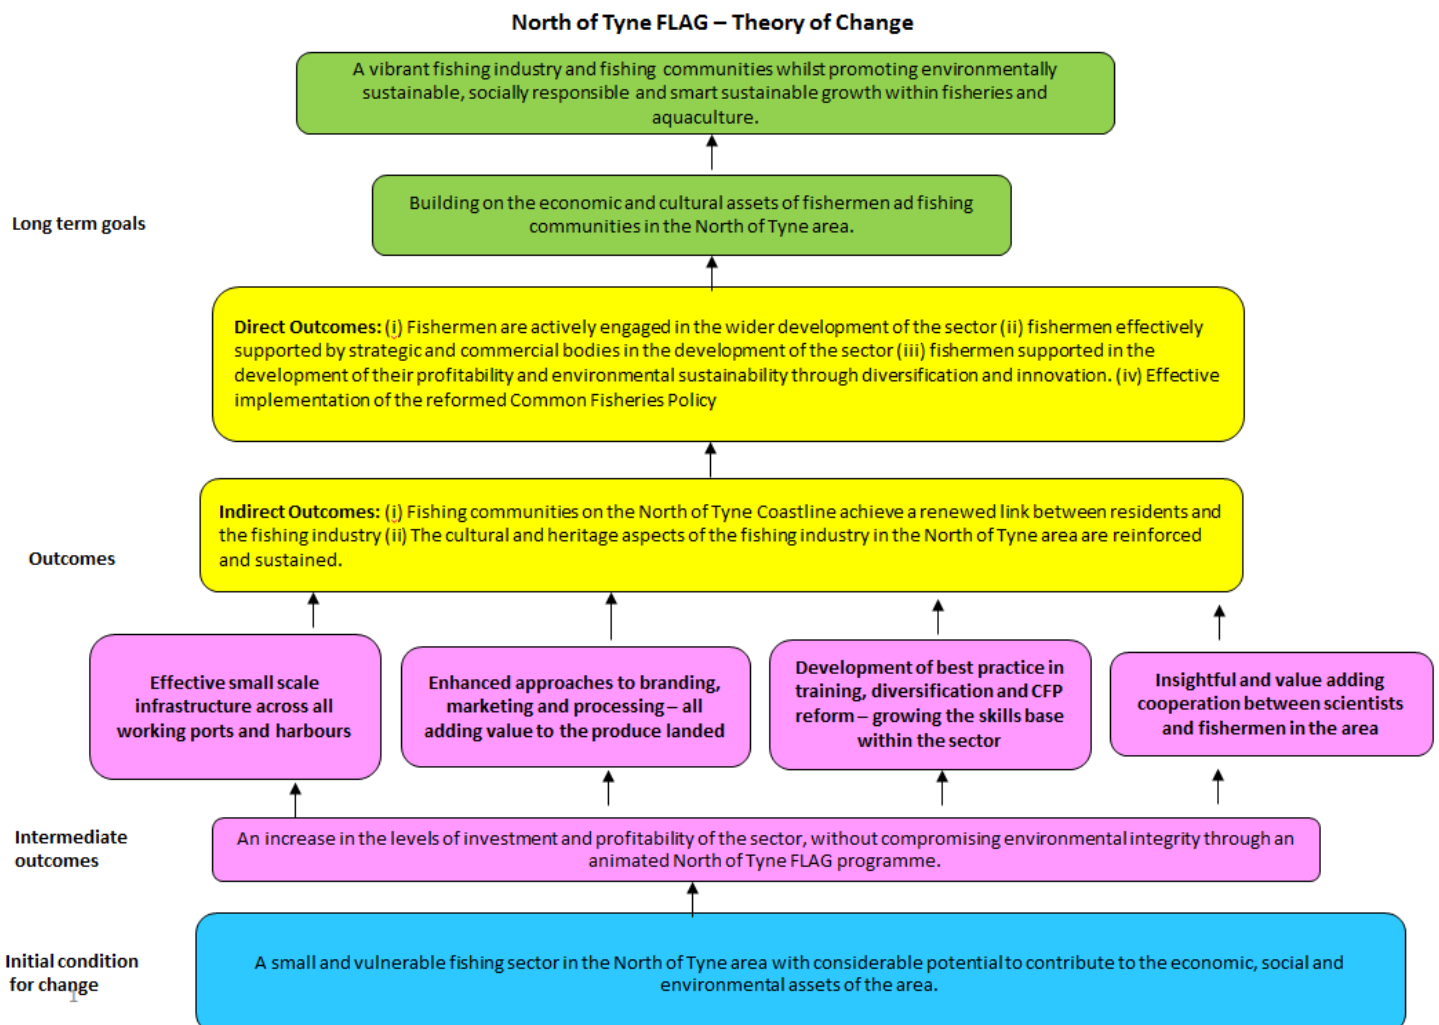 North of Tyne FLAG – Theory of Change
A vibrant fishing industry and fishing communities whilst promoting environmentally
sustainable, socially responsible and smart sustainable growth within fisheries and
aquaculture.
Long term goals
Building on the economic and cultural assets of fishermen ad fishing
communities in the North of Tyne area.
Direct Outcomes: (i) Fishermen are actively engaged in the wider development of the sector (ii) fishermen effectively
supported by strategic and commercial bodies in the development of the sector (iii) fishermen supported in the
development of their profitability and environmental sustainability through diversification and innovation. (iv) Effective
implementation of the reformed Common Fisheries Policy
Outcomes
Indirect Outcomes: (i) Fishing communities on the North of Tyne Coastline achieve a renewed link between residents and
the fishing industry (ii) The cultural and heritage aspects of the fishing industry in the North of Tyne area are reinforced
and sustained.
Effective small scale
infrastructure across all
working ports and harbours
Enhanced approaches to branding,
marketing and processing – all
adding value to the produce landed
Development of best practice in
training, diversification and CFP
reform – growing the skills base
within the sector
Insightful and value adding
cooperation between scientists
and fishermen in the area
Intermediate
outcomes
An increase in the levels of investment and profitability of the sector, without compromising environmental integrity through an
animated North of Tyne FLAG programme.
Initial condition
for change
A small and vulnerable fishing sector in the North of Tyne area with considerable potential to contribute to the economic, social and
environmental assets of the area.